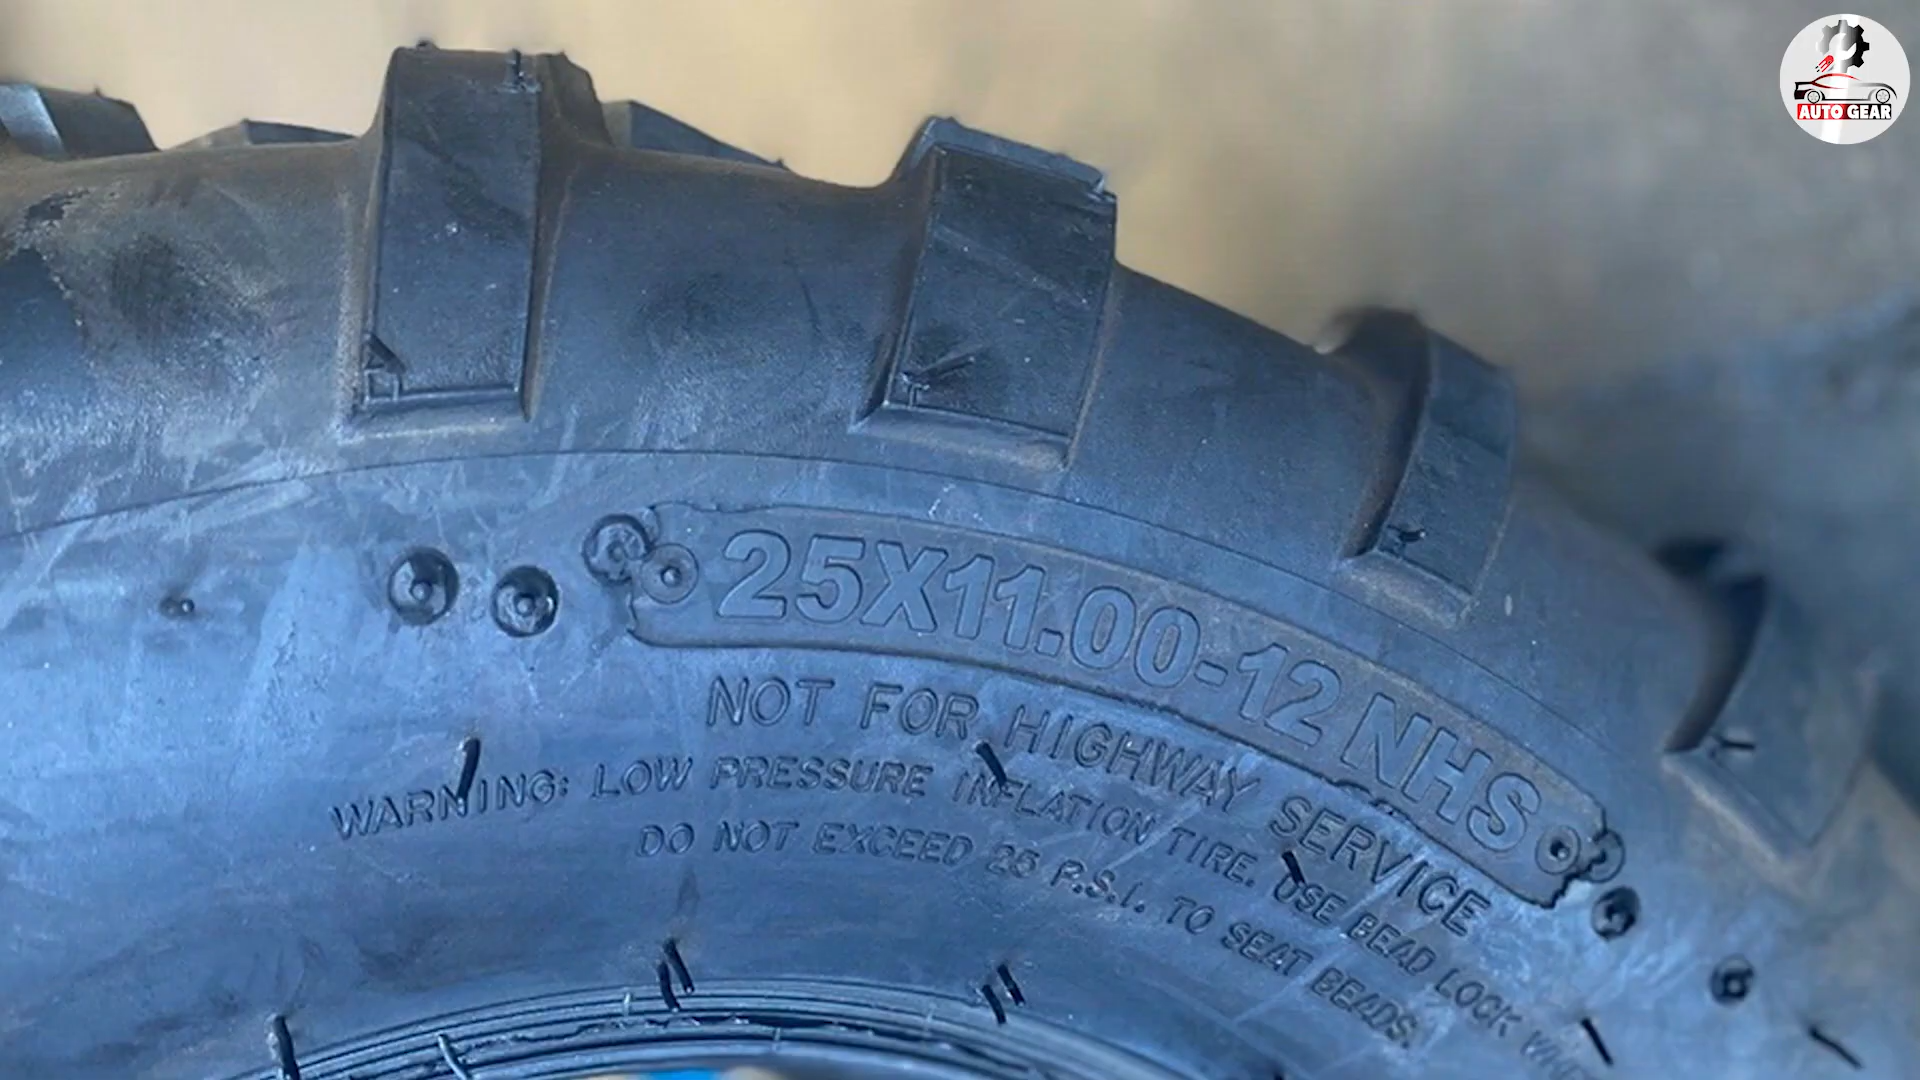 AUTO GEAR
25X11.00-12 NHS
NOT FOR HIGHWAY SERVICE
WARNING: LOW PRESSURE INFLATION TIRE. USE BEAD LOCK
DO NOT EXCEED 25 P.S.I. TO SEAT BEADS.